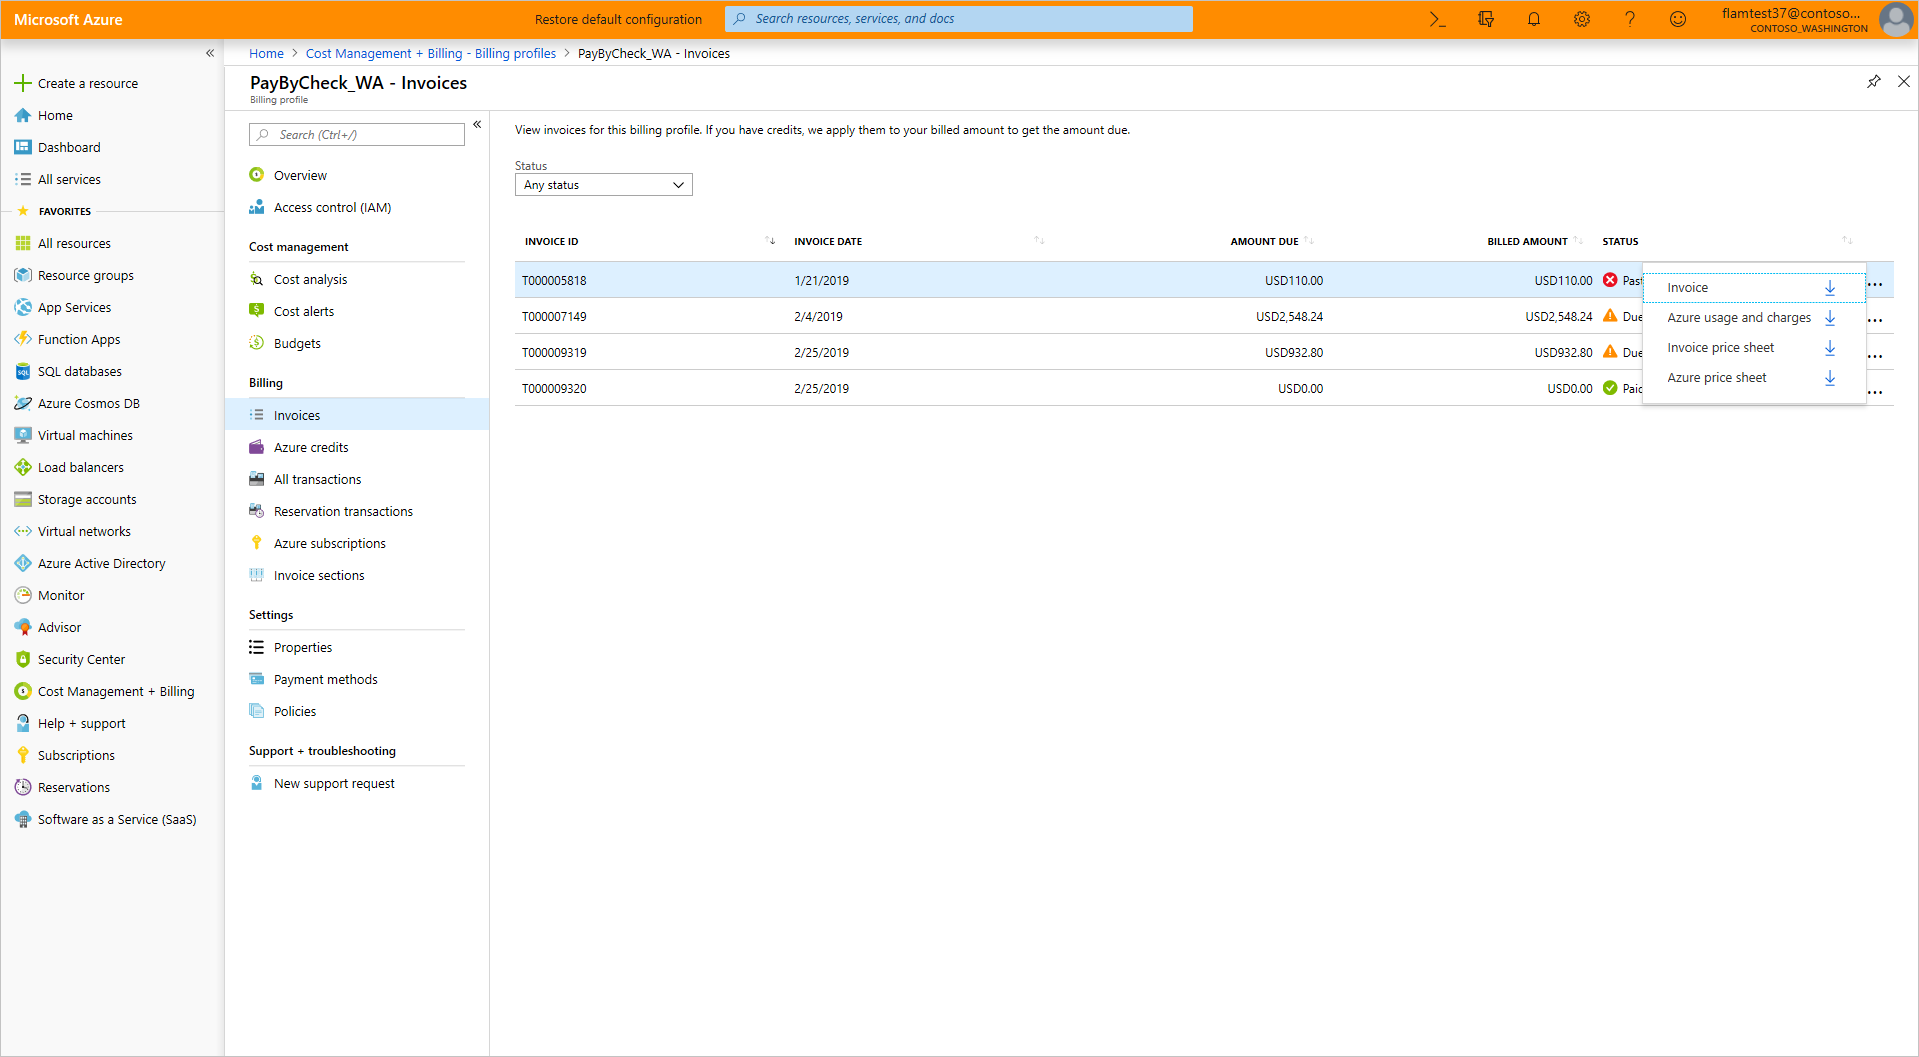 Microsoft Azure
Restore default configuration
Search resources, services, and docs
flamtest37@contoso...
CONTOSO_WASHINGTON
Create a resource
Home
Dashboard
All services
FAVORITES
All resources
Resource groups
App Services
Function Apps
SQL databases
Azure Cosmos DB
Virtual machines
Load balancers
Storage accounts
Virtual networks
Azure Active Directory
Monitor
Advisor
Security Center
Cost Management + Billing
Help + support
Subscriptions
Reservations
Software as a Service (SaaS)
Home > Cost Management + Billing - Billing profiles > PayByCheck_WA - Invoices
PayByCheck_WA - Invoices
Billing profile
Search (Ctrl+/)
Overview
Access control (IAM)
Cost management
Cost analysis
Cost alerts
Budgets
Billing
Invoices
Azure credits
All transactions
Reservation transactions
Azure subscriptions
Invoice sections
Settings
Properties
Payment methods
Policies
Support + troubleshooting
New support request
View invoices for this billing profile. If you have credits, we apply them to your billed amount to get the amount due.
Status
Any status
INVOICE ID INVOICE DATE AMOUNT DUE BILLED AMOUNT STATUS
T000005818 1/21/2019 USD110.00 USD110.00 Past
T000007149 2/4/2019 USD2,548.24 USD2,548.24 Due
T000009319 2/25/2019 USD932.80 USD932.80 Due
T000009320 2/25/2019 USD0.00 USD0.00 Paid
Invoice
Azure usage and charges
Invoice price sheet
Azure price sheet